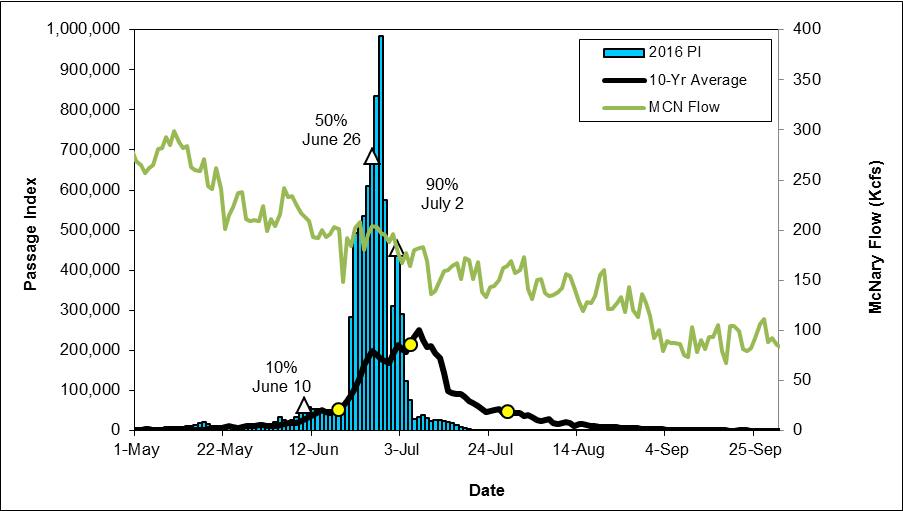 1,000,000
900,000
800,000
700,000
600,000
500,000
400,000
300,000
200,000
100,000
0
Passage Index
400
350
300
250
200
150
100
50
0
McNary Flow (Kcfs)
2016 PI
10-Yr Average
MCN Flow
50%
June 26
90%
July 2
10%
June 10
1-May
22-May
12-Jun
3-Jul
24-Jul
14-Aug
4-Sep
25-Sep
Date